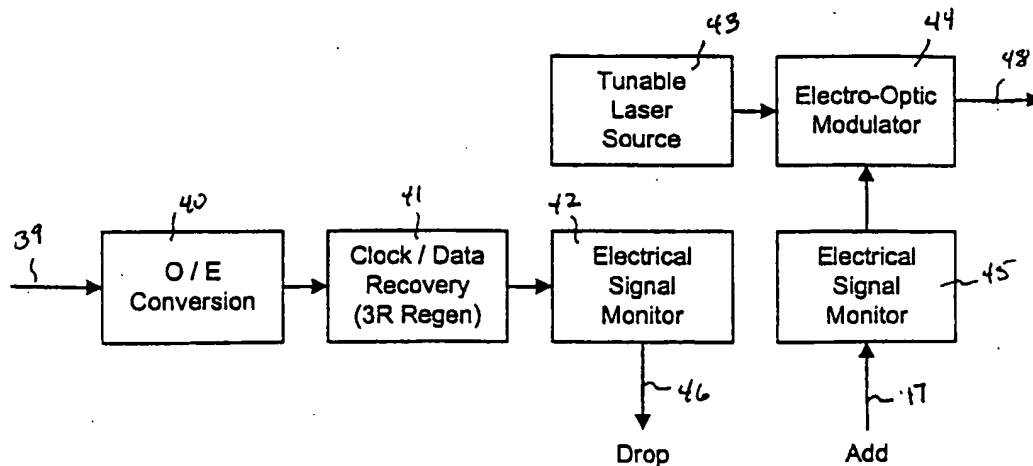 43
44
Tunable
Laser
Source
Electro-Optic
Modulator
48
39
40
O / E
Conversion
41
Clock / Data
Recovery
(3R Regen)
42
Electrical
Signal
Monitor
Electrical
Signal
Monitor
45
46
Drop
47
Add